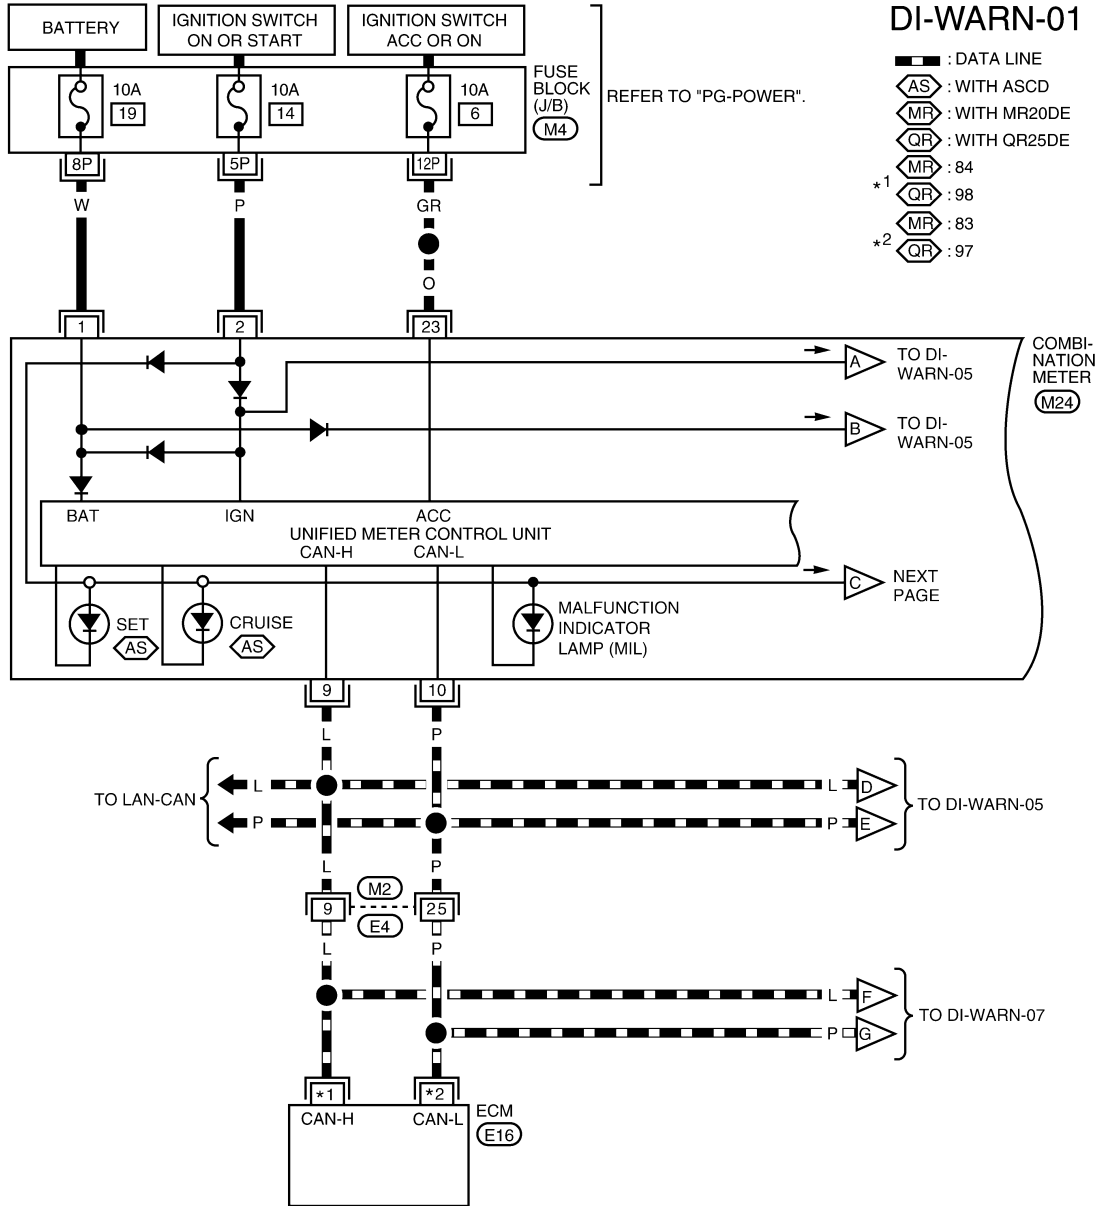 DI-WARN-01
BATTERY
IGNITION SWITCH
ON OR START
IGNITION SWITCH
ACC OR ON
10A
19
10A
14
10A
6
FUSE
BLOCK
(J/B)
M4
REFER TO "PG-POWER".
: DATA LINE
AS : WITH ASCD
MR : WITH MR20DE
QR : WITH QR25DE
*1
MR : 84
QR : 98
*2
MR : 83
QR : 97
8P
5P
12P
W
P
GR
O
1
2
23
COMBI-
NATION
METER
M24
A
TO DI-
WARN-05
B
TO DI-
WARN-05
BAT
IGN
ACC
UNIFIED METER CONTROL UNIT
CAN-H
CAN-L
C
NEXT
PAGE
SET
AS
CRUISE
AS
MALFUNCTION
INDICATOR
LAMP (MIL)
9
10
L
P
TO LAN-CAN
L
L
D
P
P
E
TO DI-WARN-05
L
P
M2
9
25
E4
L
P
L
F
P
G
TO DI-WARN-07
*1
*2
CAN-H
CAN-L
ECM
E16